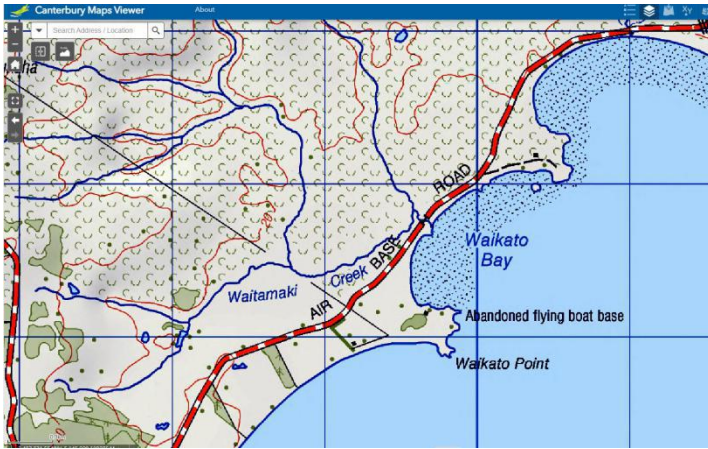 Canterbury Maps Viewer
About
Search Address / Location
ROAD
BASE
AIR
Waikato
Bay
Waitamaki
Creek
Abandoned flying boat base
Waikato Point